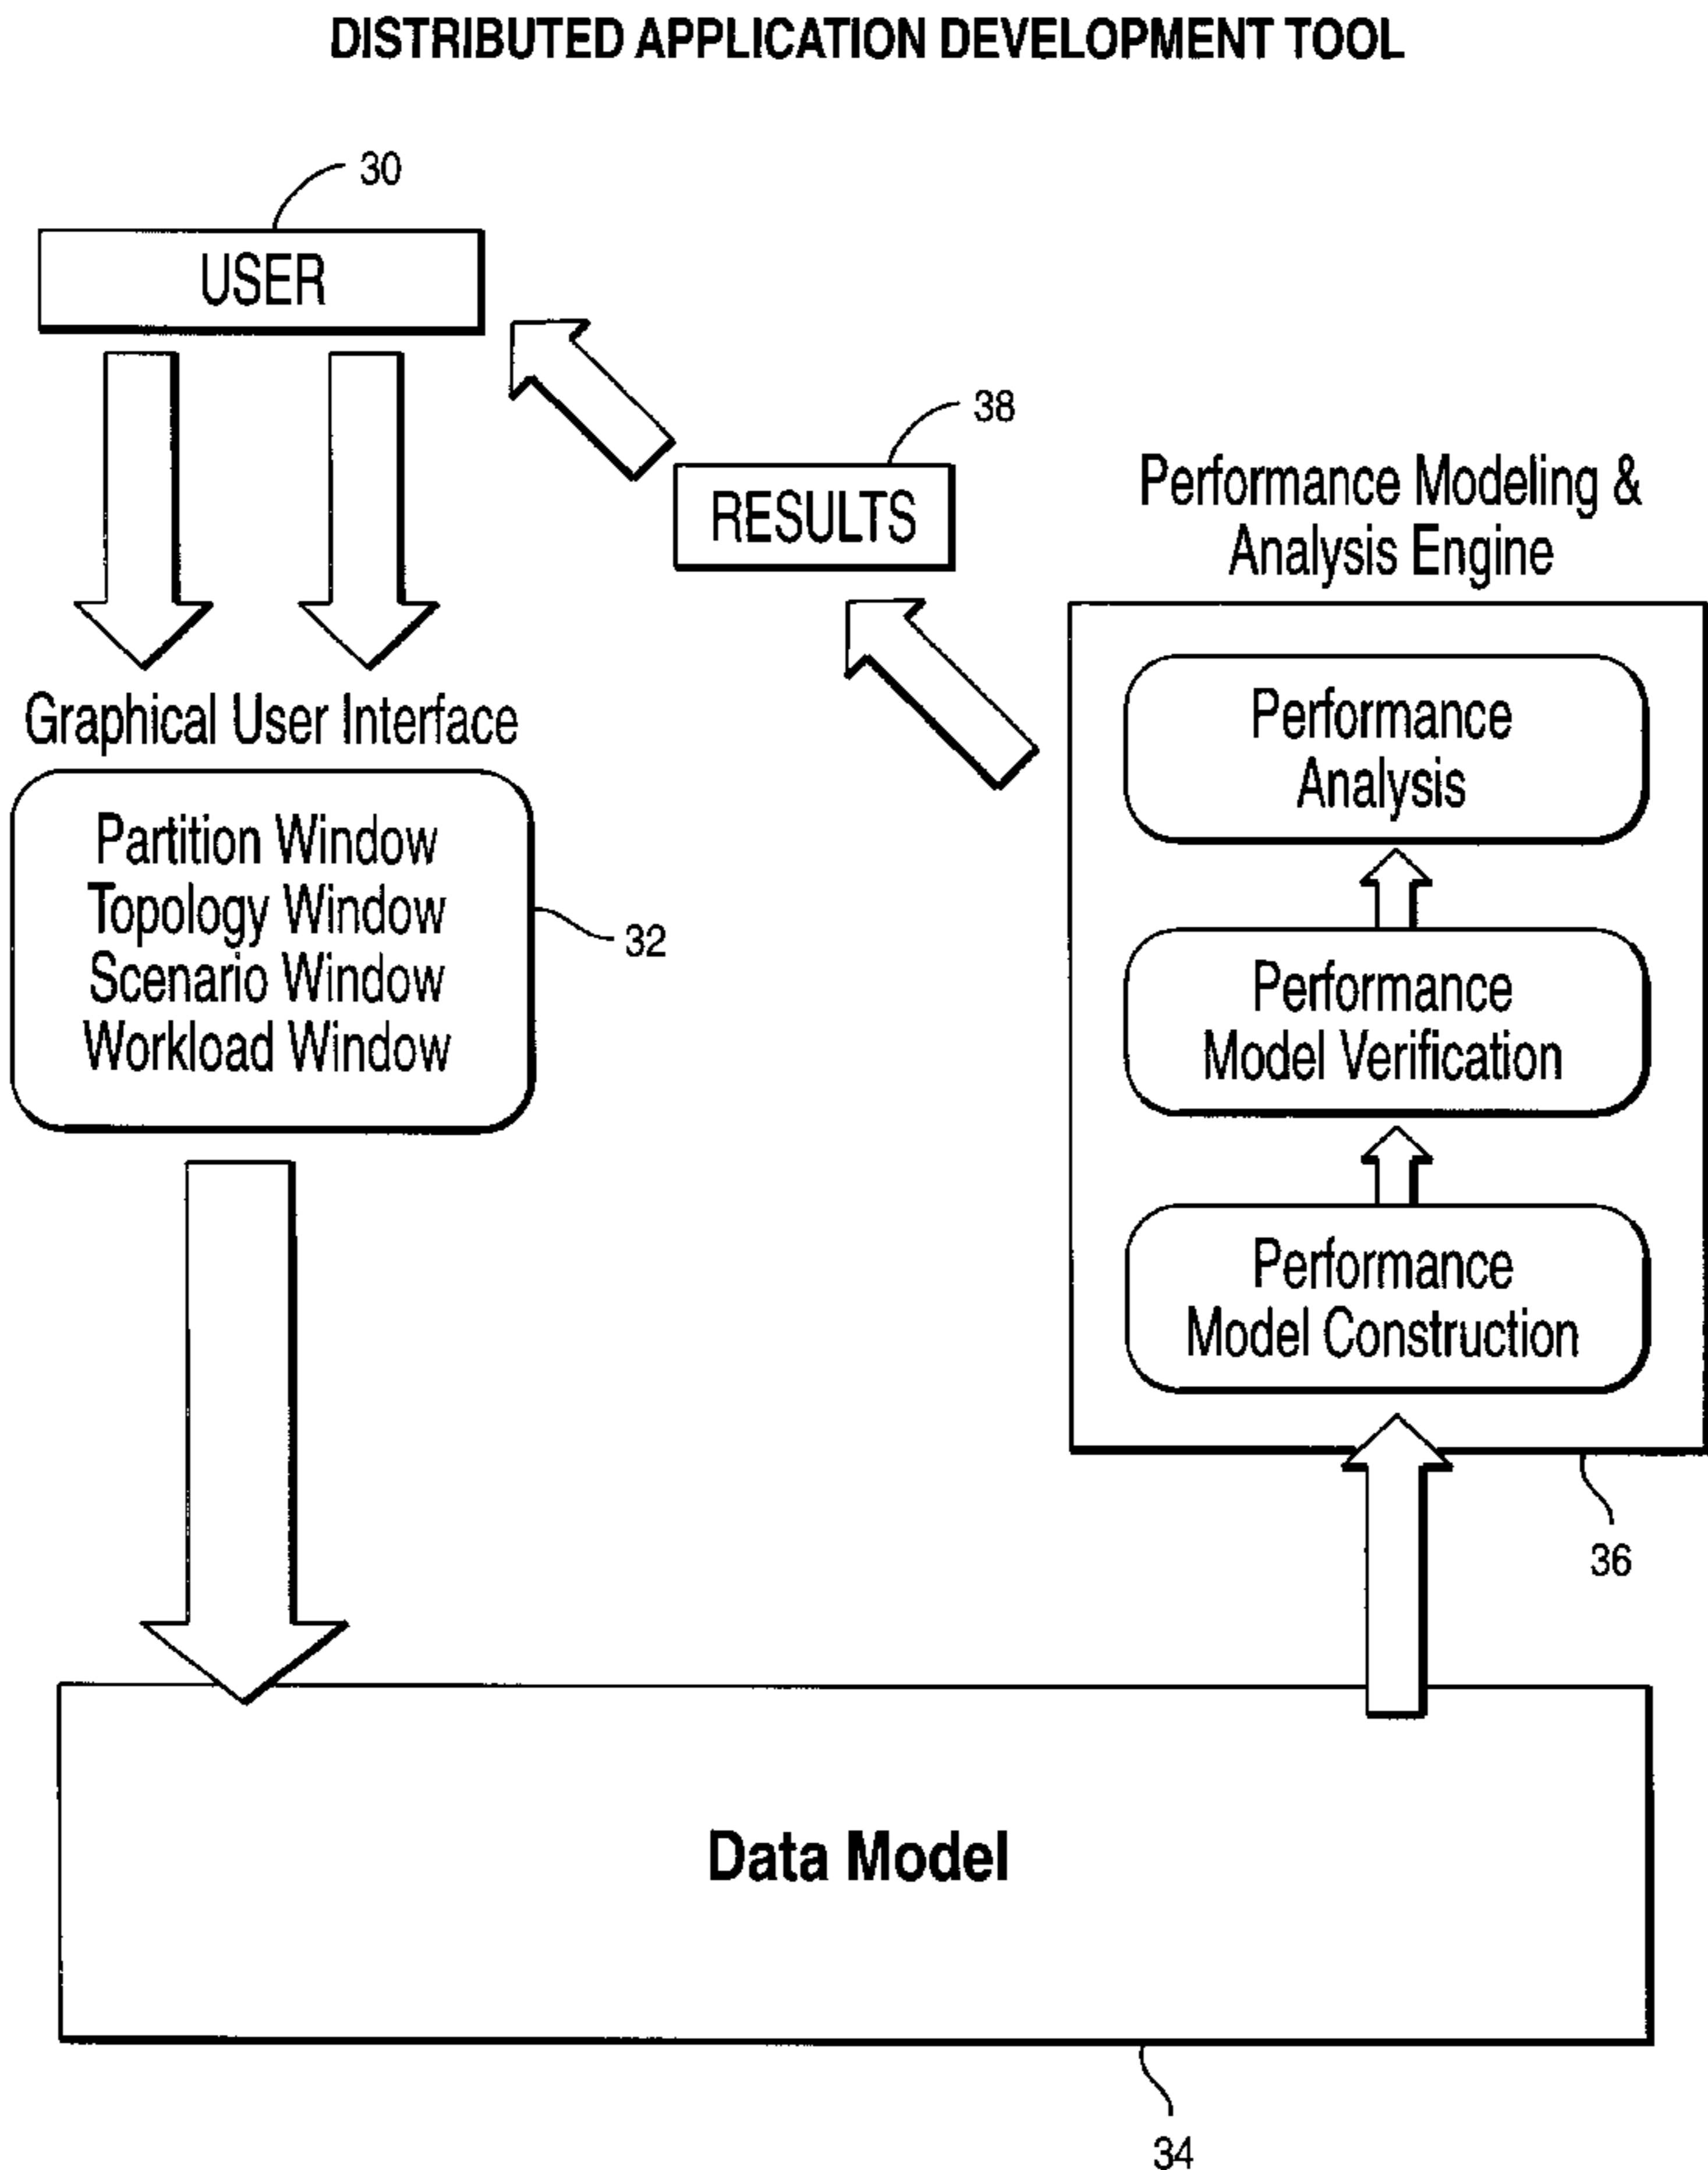 DISTRIBUTED APPLICATION DEVELOPMENT TOOL
30
USER
38
RESULTS
Performance Modeling &
Analysis Engine
Performance
Analysis
Graphical User Interface
Partition Window
Topology Window
Scenario Window
Workload Window
32
Performance
Model Verification
Performance
Model Construction
36
Data Model
34